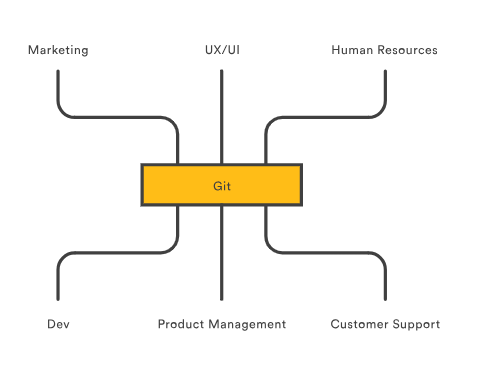 Marketing
UX/UI
Human Resources
Git
Dev
Product Management
Customer Support